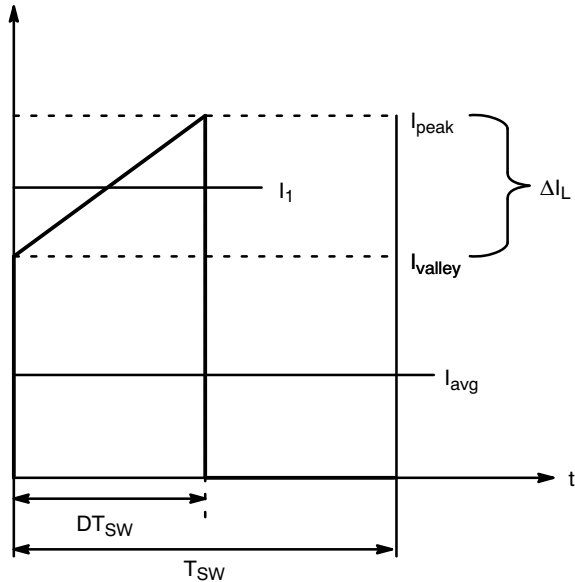 I_peak
ΔI_L
I_1
I_valley
I_avg
t
DT_SW
T_SW